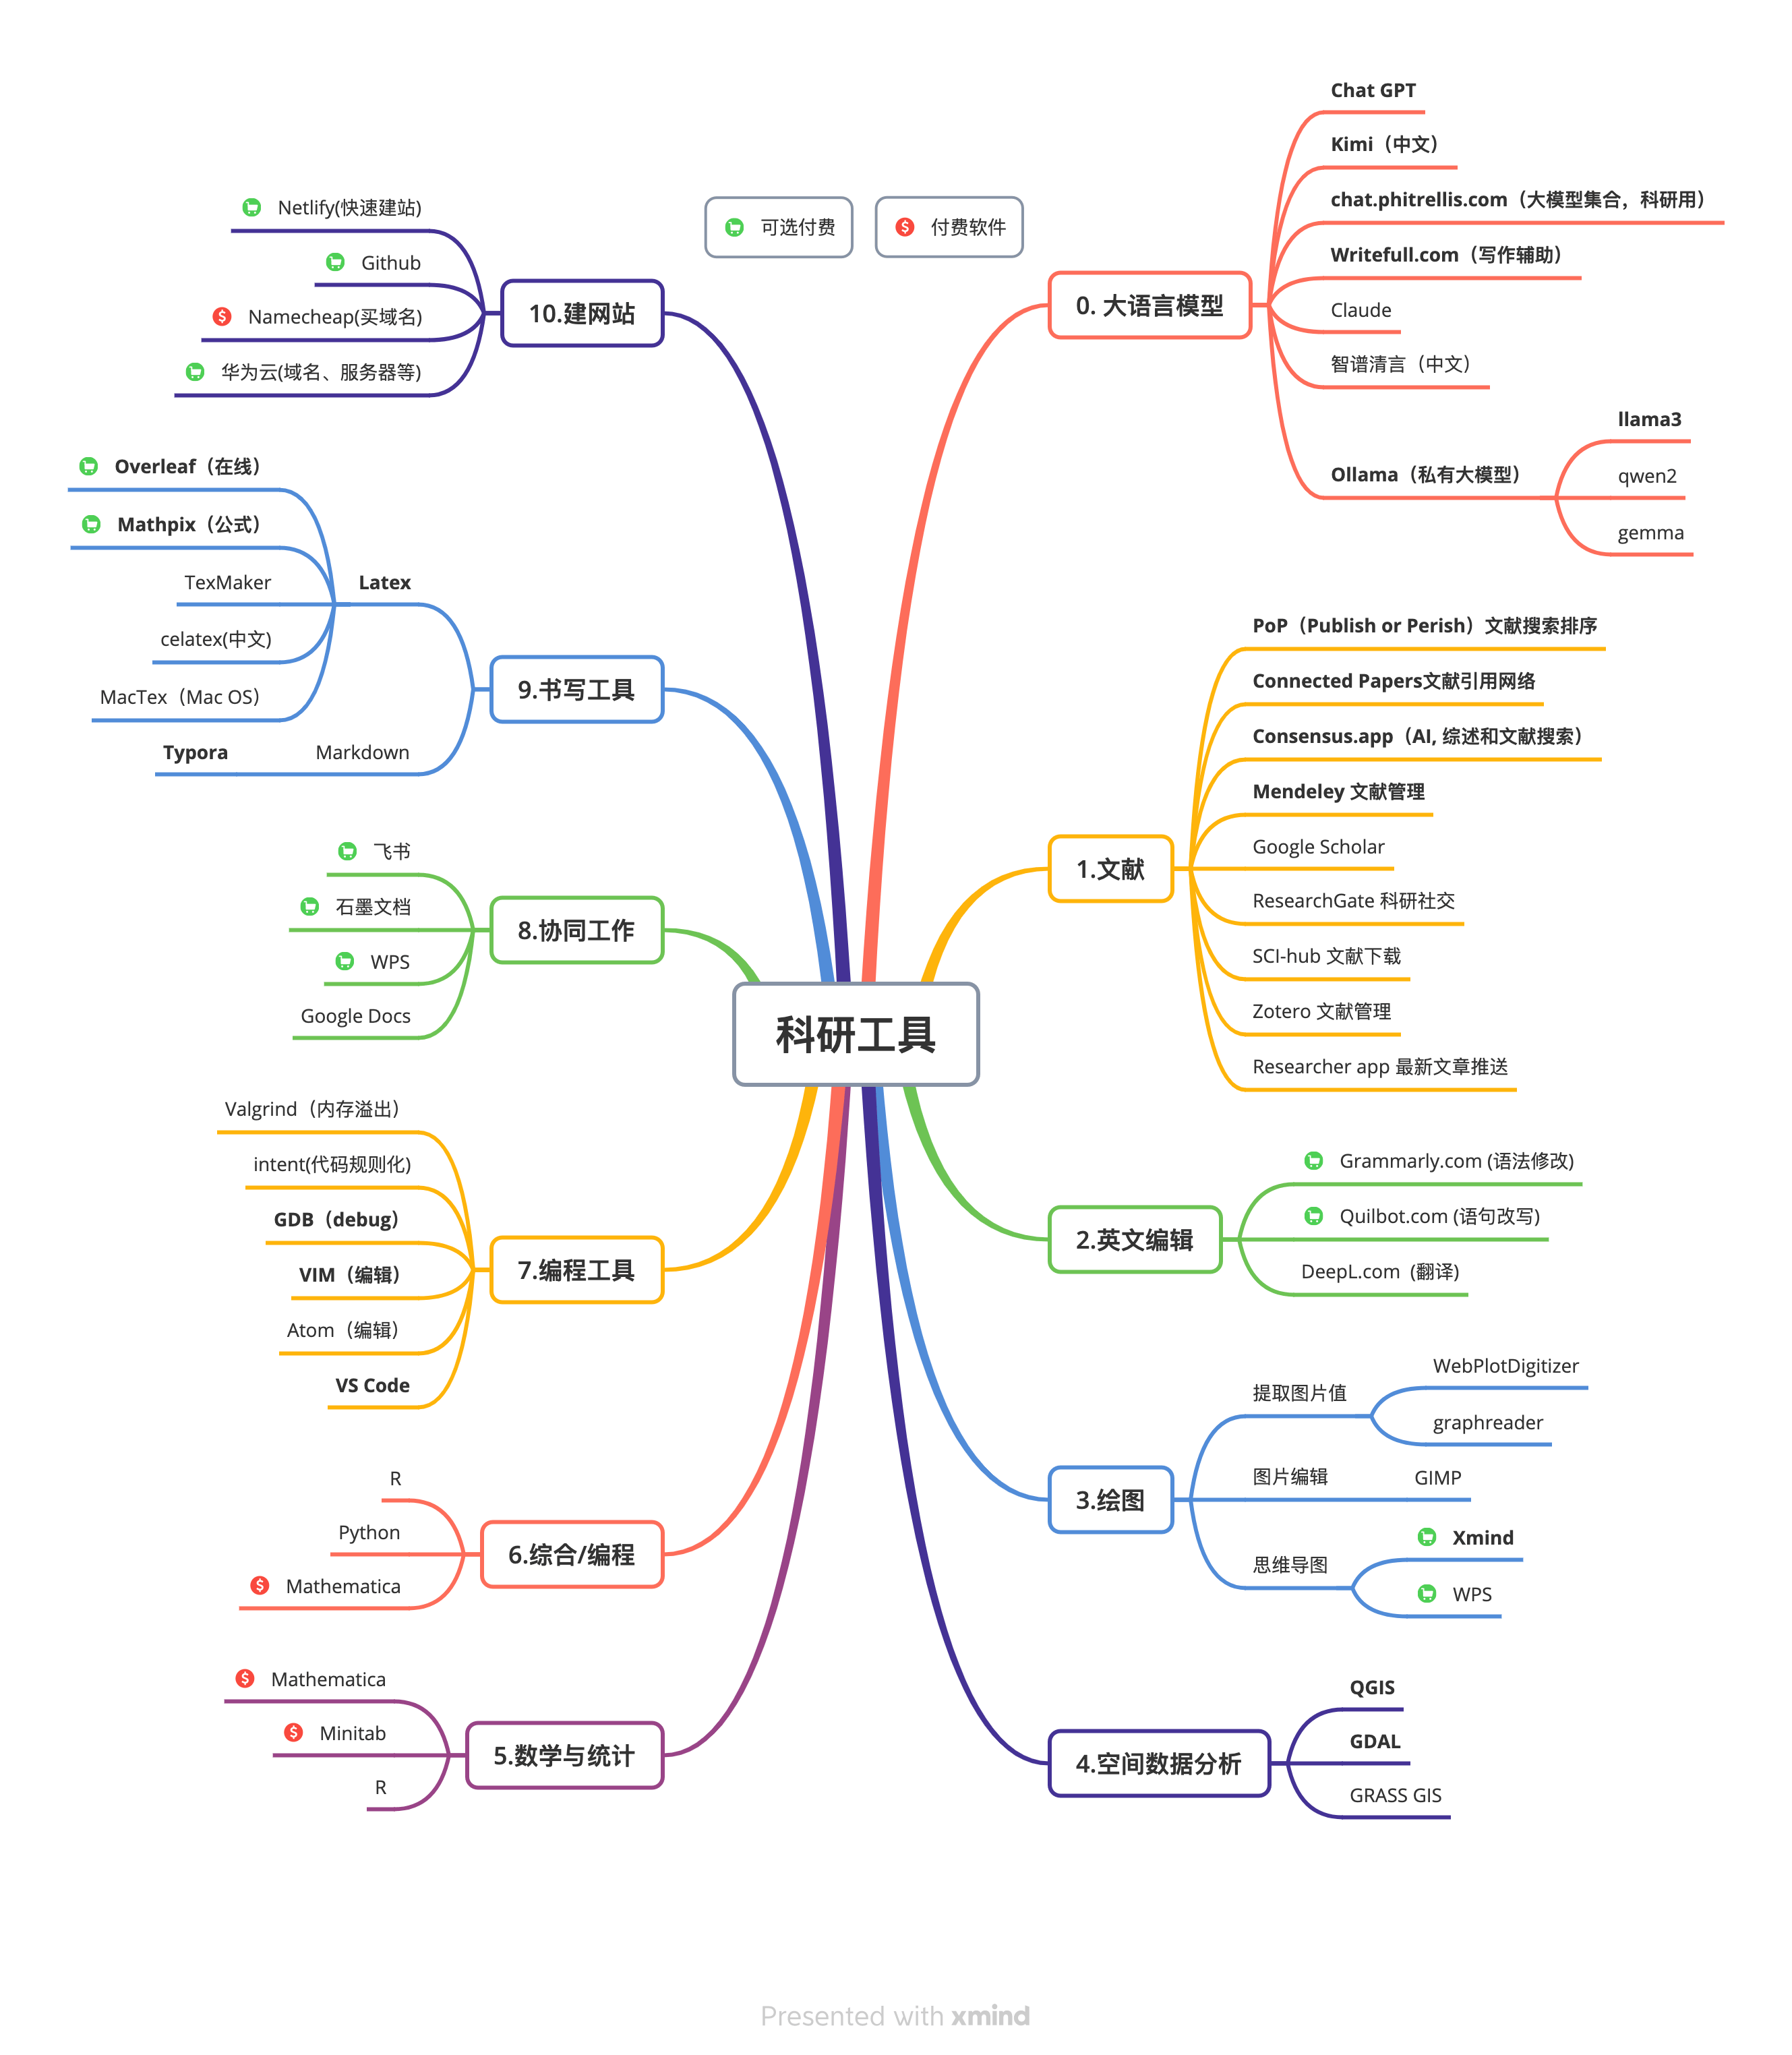 科研工具
可选付费
付费软件
0. 大语言模型
Chat GPT
Kimi（中文）
chat.phitrellis.com（大模型集合，科研用）
Writefull.com（写作辅助）
Claude
智谱清言（中文）
Ollama（私有大模型）
llama3
qwen2
gemma
1.文献
PoP（Publish or Perish）文献搜索排序
Connected Papers文献引用网络
Consensus.app（AI, 综述和文献搜索）
Mendeley 文献管理
Google Scholar
ResearchGate 科研社交
SCI-hub 文献下载
Zotero 文献管理
Researcher app 最新文章推送
2.英文编辑
Grammarly.com (语法修改)
Quilbot.com (语句改写)
DeepL.com (翻译)
3.绘图
提取图片值
WebPlotDigitizer
graphreader
图片编辑
GIMP
思维导图
Xmind
WPS
4.空间数据分析
QGIS
GDAL
GRASS GIS
5.数学与统计
Mathematica
Minitab
R
6.综合/编程
R
Python
Mathematica
7.编程工具
Valgrind（内存溢出）
intent(代码规则化)
GDB（debug）
VIM（编辑）
Atom（编辑）
VS Code
8.协同工作
飞书
石墨文档
WPS
Google Docs
9.书写工具
Latex
Overleaf（在线）
Mathpix（公式）
TexMaker
celatex(中文)
MacTex（Mac OS）
Markdown
Typora
10.建网站
Netlify(快速建站)
Github
Namecheap(买域名)
华为云(域名、服务器等)
Presented with xmind